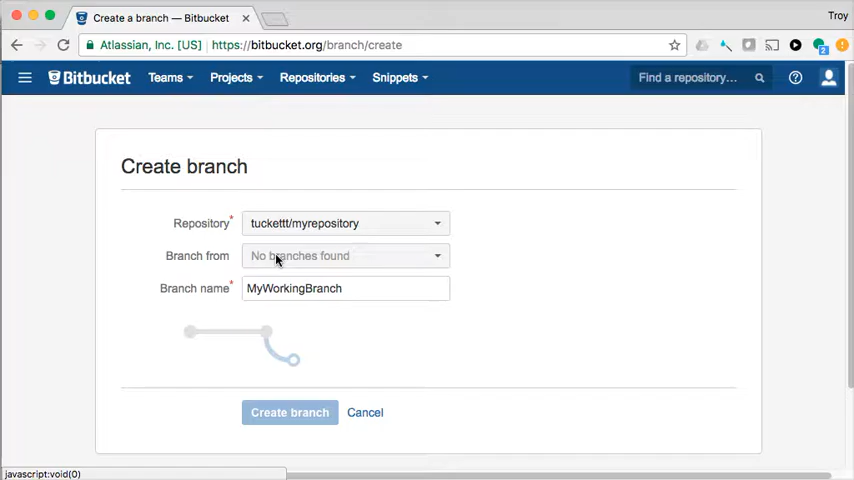 Create a branch — Bitbucket
Troy
Atlassian, Inc. [US] https://bitbucket.org/branch/create
2
Bitbucket Teams Projects Repositories Snippets Find a repository...
Create branch
Repository* tuckettt/myrepository
Branch from No branches found
Branch name* MyWorkingBranch
Create branch Cancel
javascript:void(0)